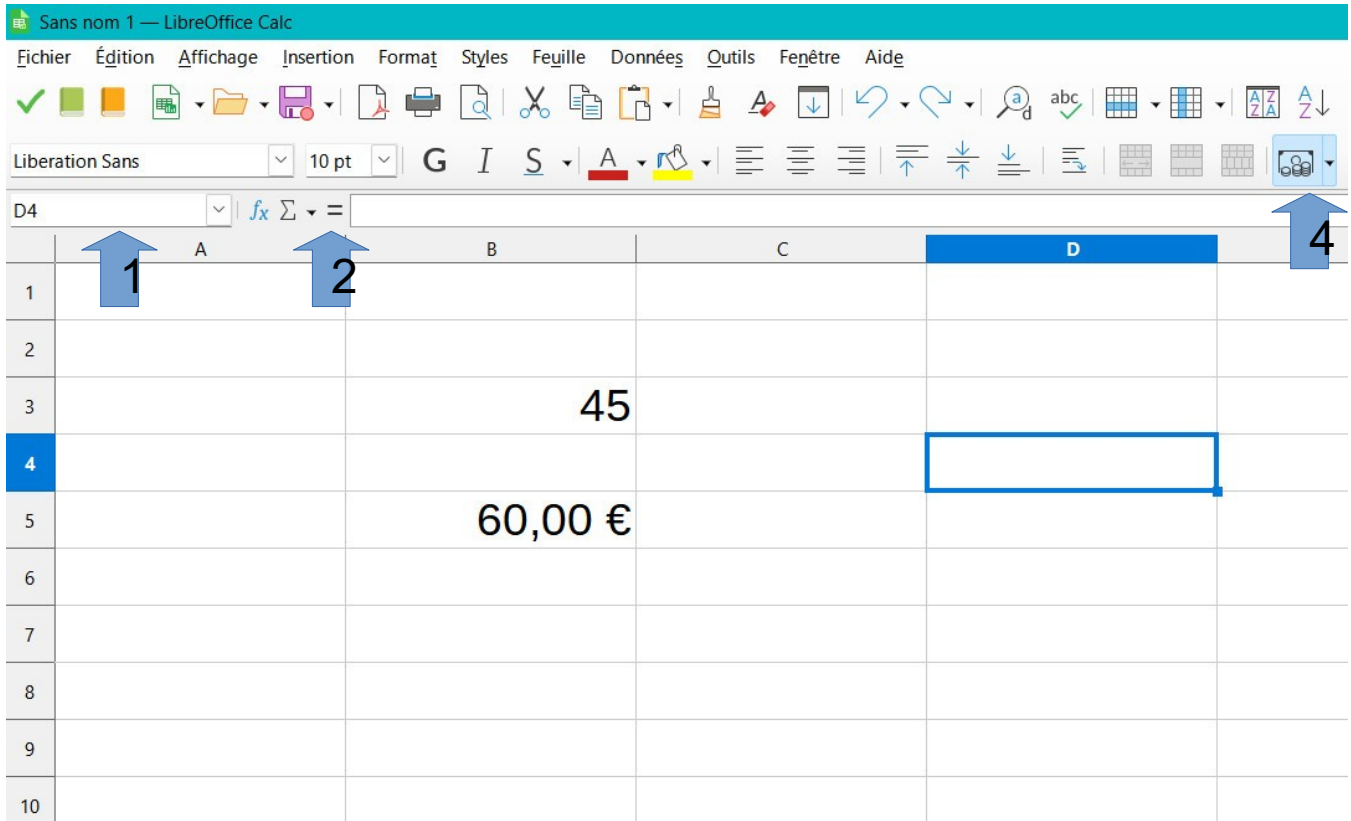 Sans nom 1 — LibreOffice Calc
Fichier Édition Affichage Insertion Format Styles Feuille Données Outils Fenêtre Aide
Liberation Sans 10 pt G I S A
D4 fx Σ =
A B C D
1 2 4
1
2
3 45
4
5 60,00 €
6
7
8
9
10